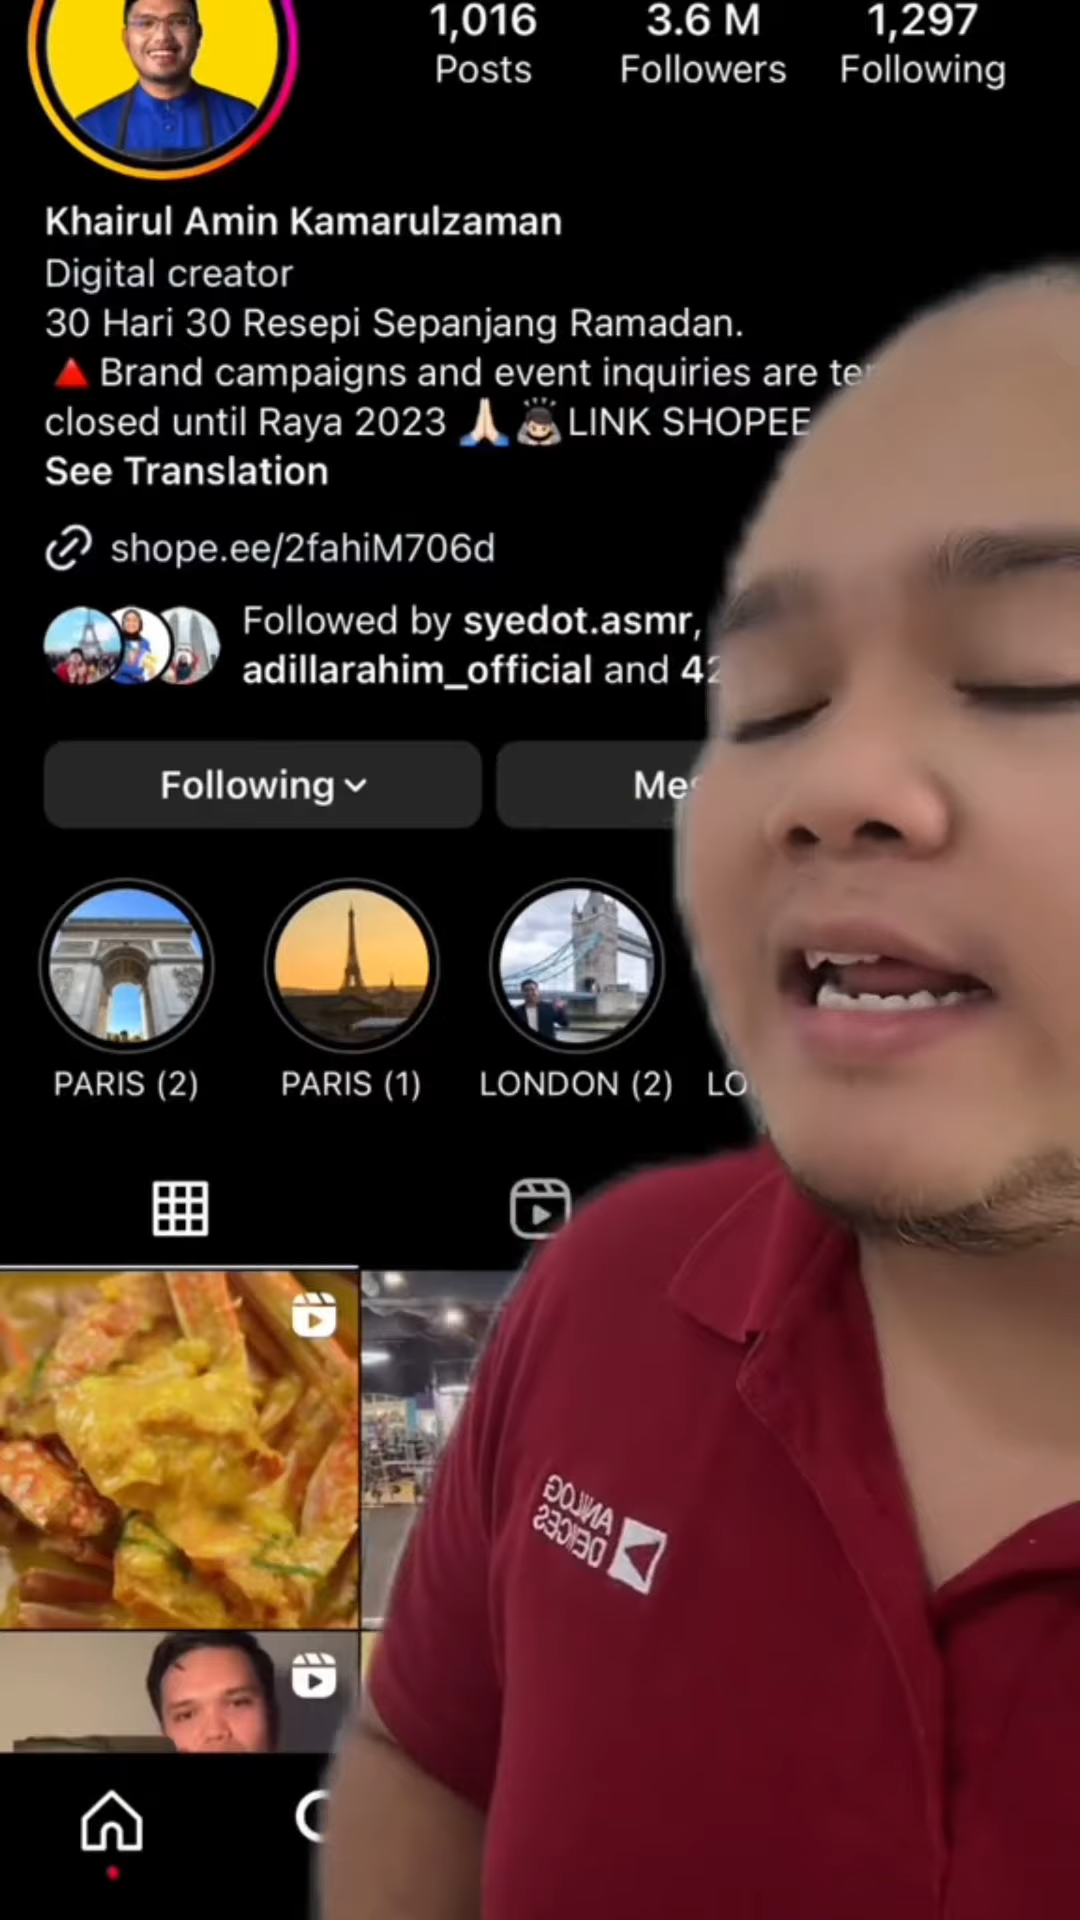 1,016
Posts
3.6 M
Followers
1,297
Following
Khairul Amin Kamarulzaman
Digital creator
30 Hari 30 Resepi Sepanjang Ramadan.
🔺Brand campaigns and event inquiries are
closed until Raya 2023 🙏🏻🙇🏻LINK SHOPEE
See Translation
shope.ee/2fahiM706d
Followed by syedot.asmr,
adillarahim_official and
Following
PARIS (2)
PARIS (1)
LONDON (2)
ANALOG
DEVICES